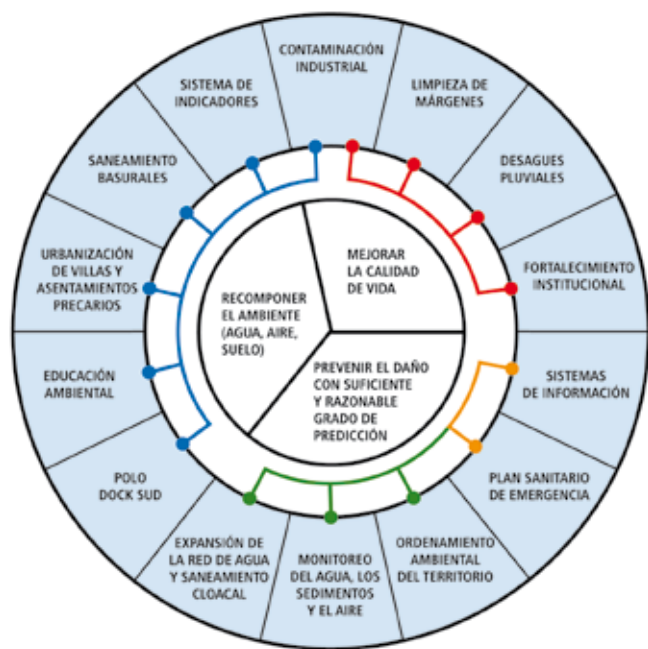 CONTAMINACIÓN
INDUSTRIAL
LIMPIEZA DE
MÁRGENES
DESAGUES
PLUVIALES
FORTALECIMIENTO
INSTITUCIONAL
SISTEMAS
DE INFORMACIÓN
PLAN SANITARIO
DE EMERGENCIA
ORDENAMIENTO
AMBIENTAL
DEL TERRITORIO
MONITOREO
DEL AGUA, LOS
SEDIMENTOS
Y EL AIRE
EXPANSIÓN DE
LA RED DE AGUA
Y SANEAMIENTO
CLOACAL
POLO
DOCK SUD
EDUCACIÓN
AMBIENTAL
URBANIZACIÓN
DE VILLAS Y
ASENTAMIENTOS
PRECARIOS
SANEAMIENTO
BASURALES
SISTEMA DE
INDICADORES
MEJORAR
LA CALIDAD
DE VIDA
PREVENIR EL DAÑO
CON SUFICIENTE
Y RAZONABLE
GRADO DE
PREDICCIÓN
RECOMPONER
EL AMBIENTE
(AGUA, AIRE,
SUELO)